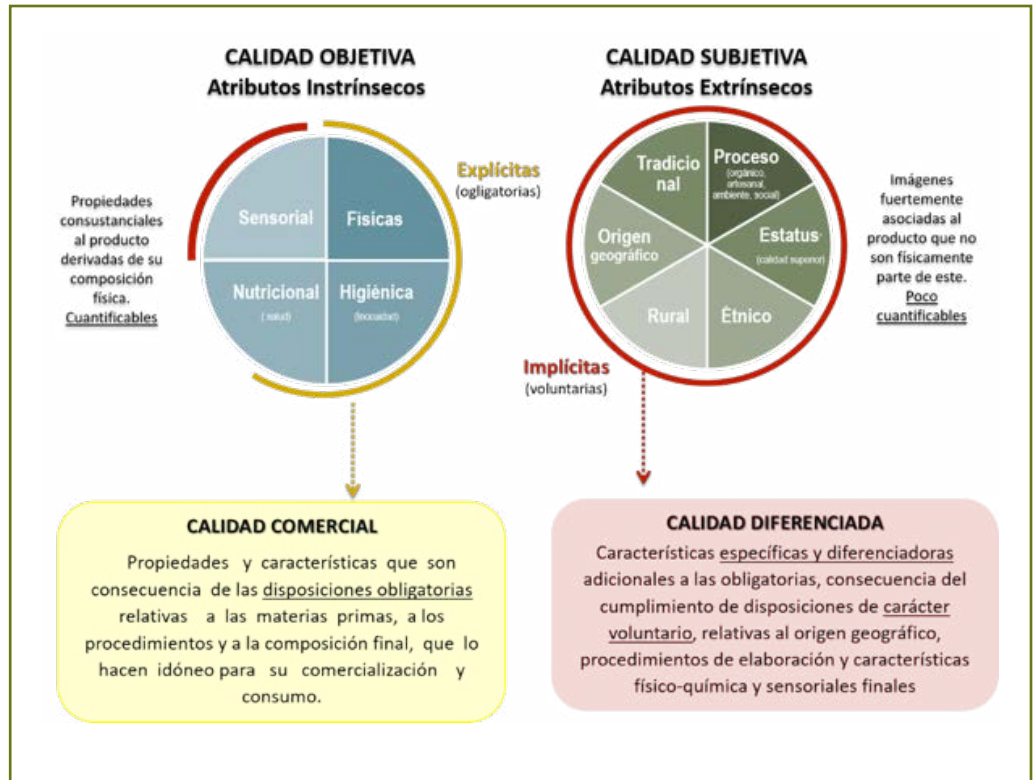 CALIDAD OBJETIVA
Atributos Instrínsecos
CALIDAD SUBJETIVA
Atributos Extrínsecos
Propiedades
consustanciales
al producto
derivadas de su
composición
física.
Cuantificables
Sensorial
Físicas
Nutricional
( salud)
Higiènica
(Inocuidad)
Explícitas
(ogligatorias)
Tradicio
nal
Proceso
(orgánico,
artesanal,
ambiente, social)
Origen
geográfico
Estatus
(calidad superior)
Rural
Ètnico
Imágenes
fuertemente
asociadas al
producto que no
son físicamente
parte de este.
Poco
cuantificables
Implícitas
(voluntarias)
CALIDAD COMERCIAL
Propiedades y características que son
consecuencia de las disposiciones obligatorias
relativas a las materias primas, a los
procedimientos y a la composición final, que lo
hacen idóneo para su comercialización y
consumo.
CALIDAD DIFERENCIADA
Características específicas y diferenciadoras
adicionales a las obligatorias, consecuencia del
cumplimiento de disposiciones de carácter
voluntario, relativas al origen geográfico,
procedimientos de elaboración y características
físico-química y sensoriales finales